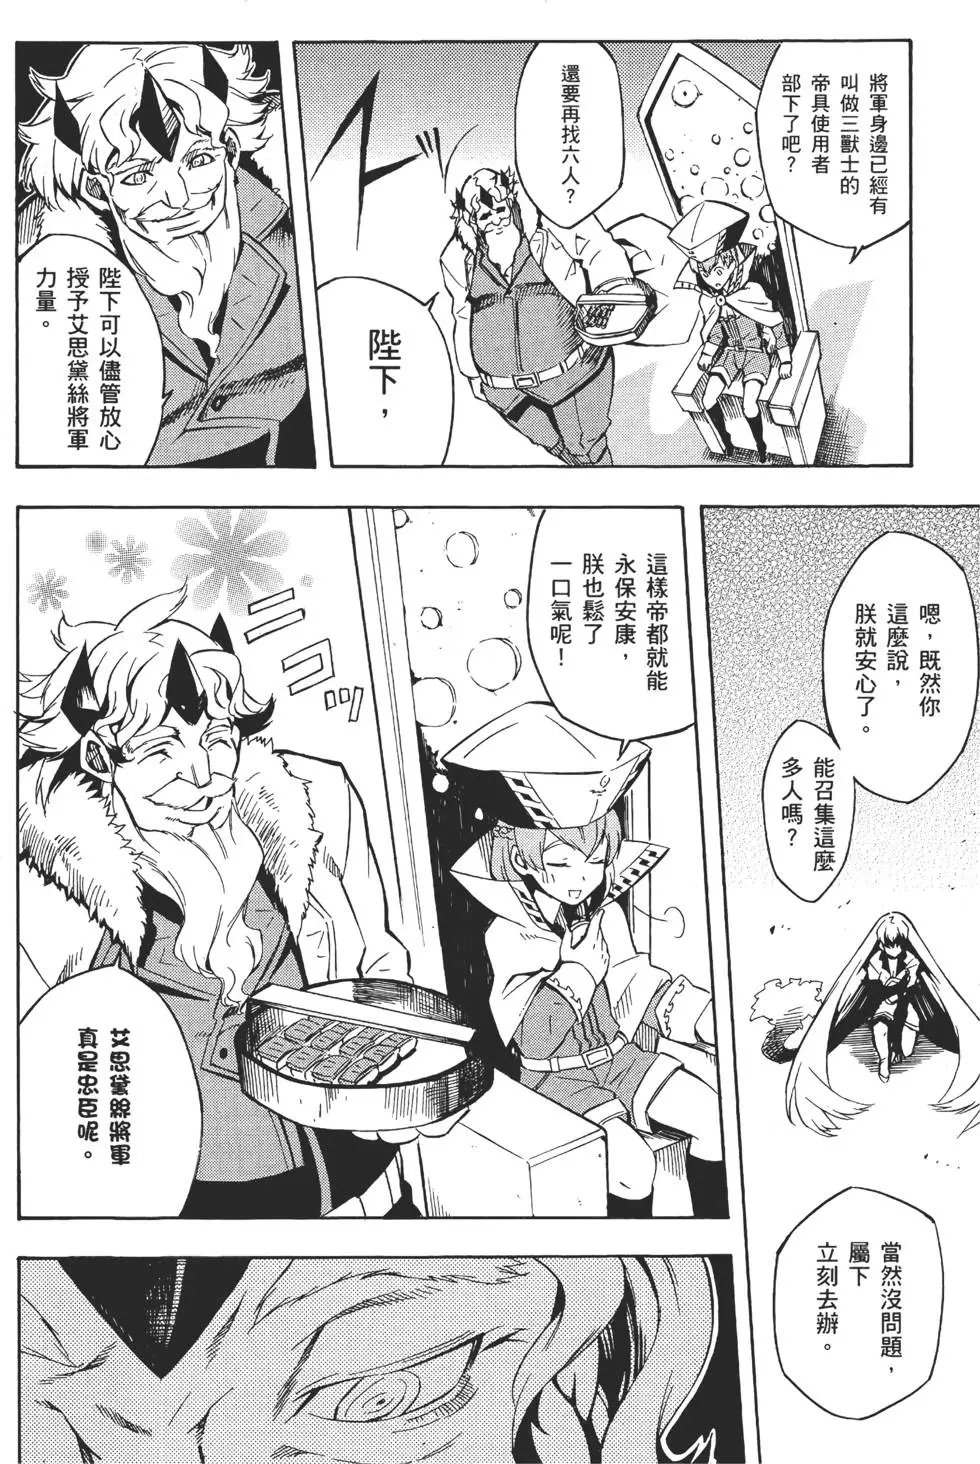 將軍身邊已經有
叫做三獸士的
帝具使用者
部下了吧？
還要再找六人？
陛下，
陛下可以儘管放心
授予艾思黛絲將軍
力量。
嗯，既然你
這麼說，
朕就安心了。
能召集這麼
多人嗎？
當然沒問題，
屬下
立刻去辦。
這樣帝都就能
永保安康，
朕也鬆了
一口氣呢！
ニコッ
艾思黛絲將軍
真是忠臣呢。